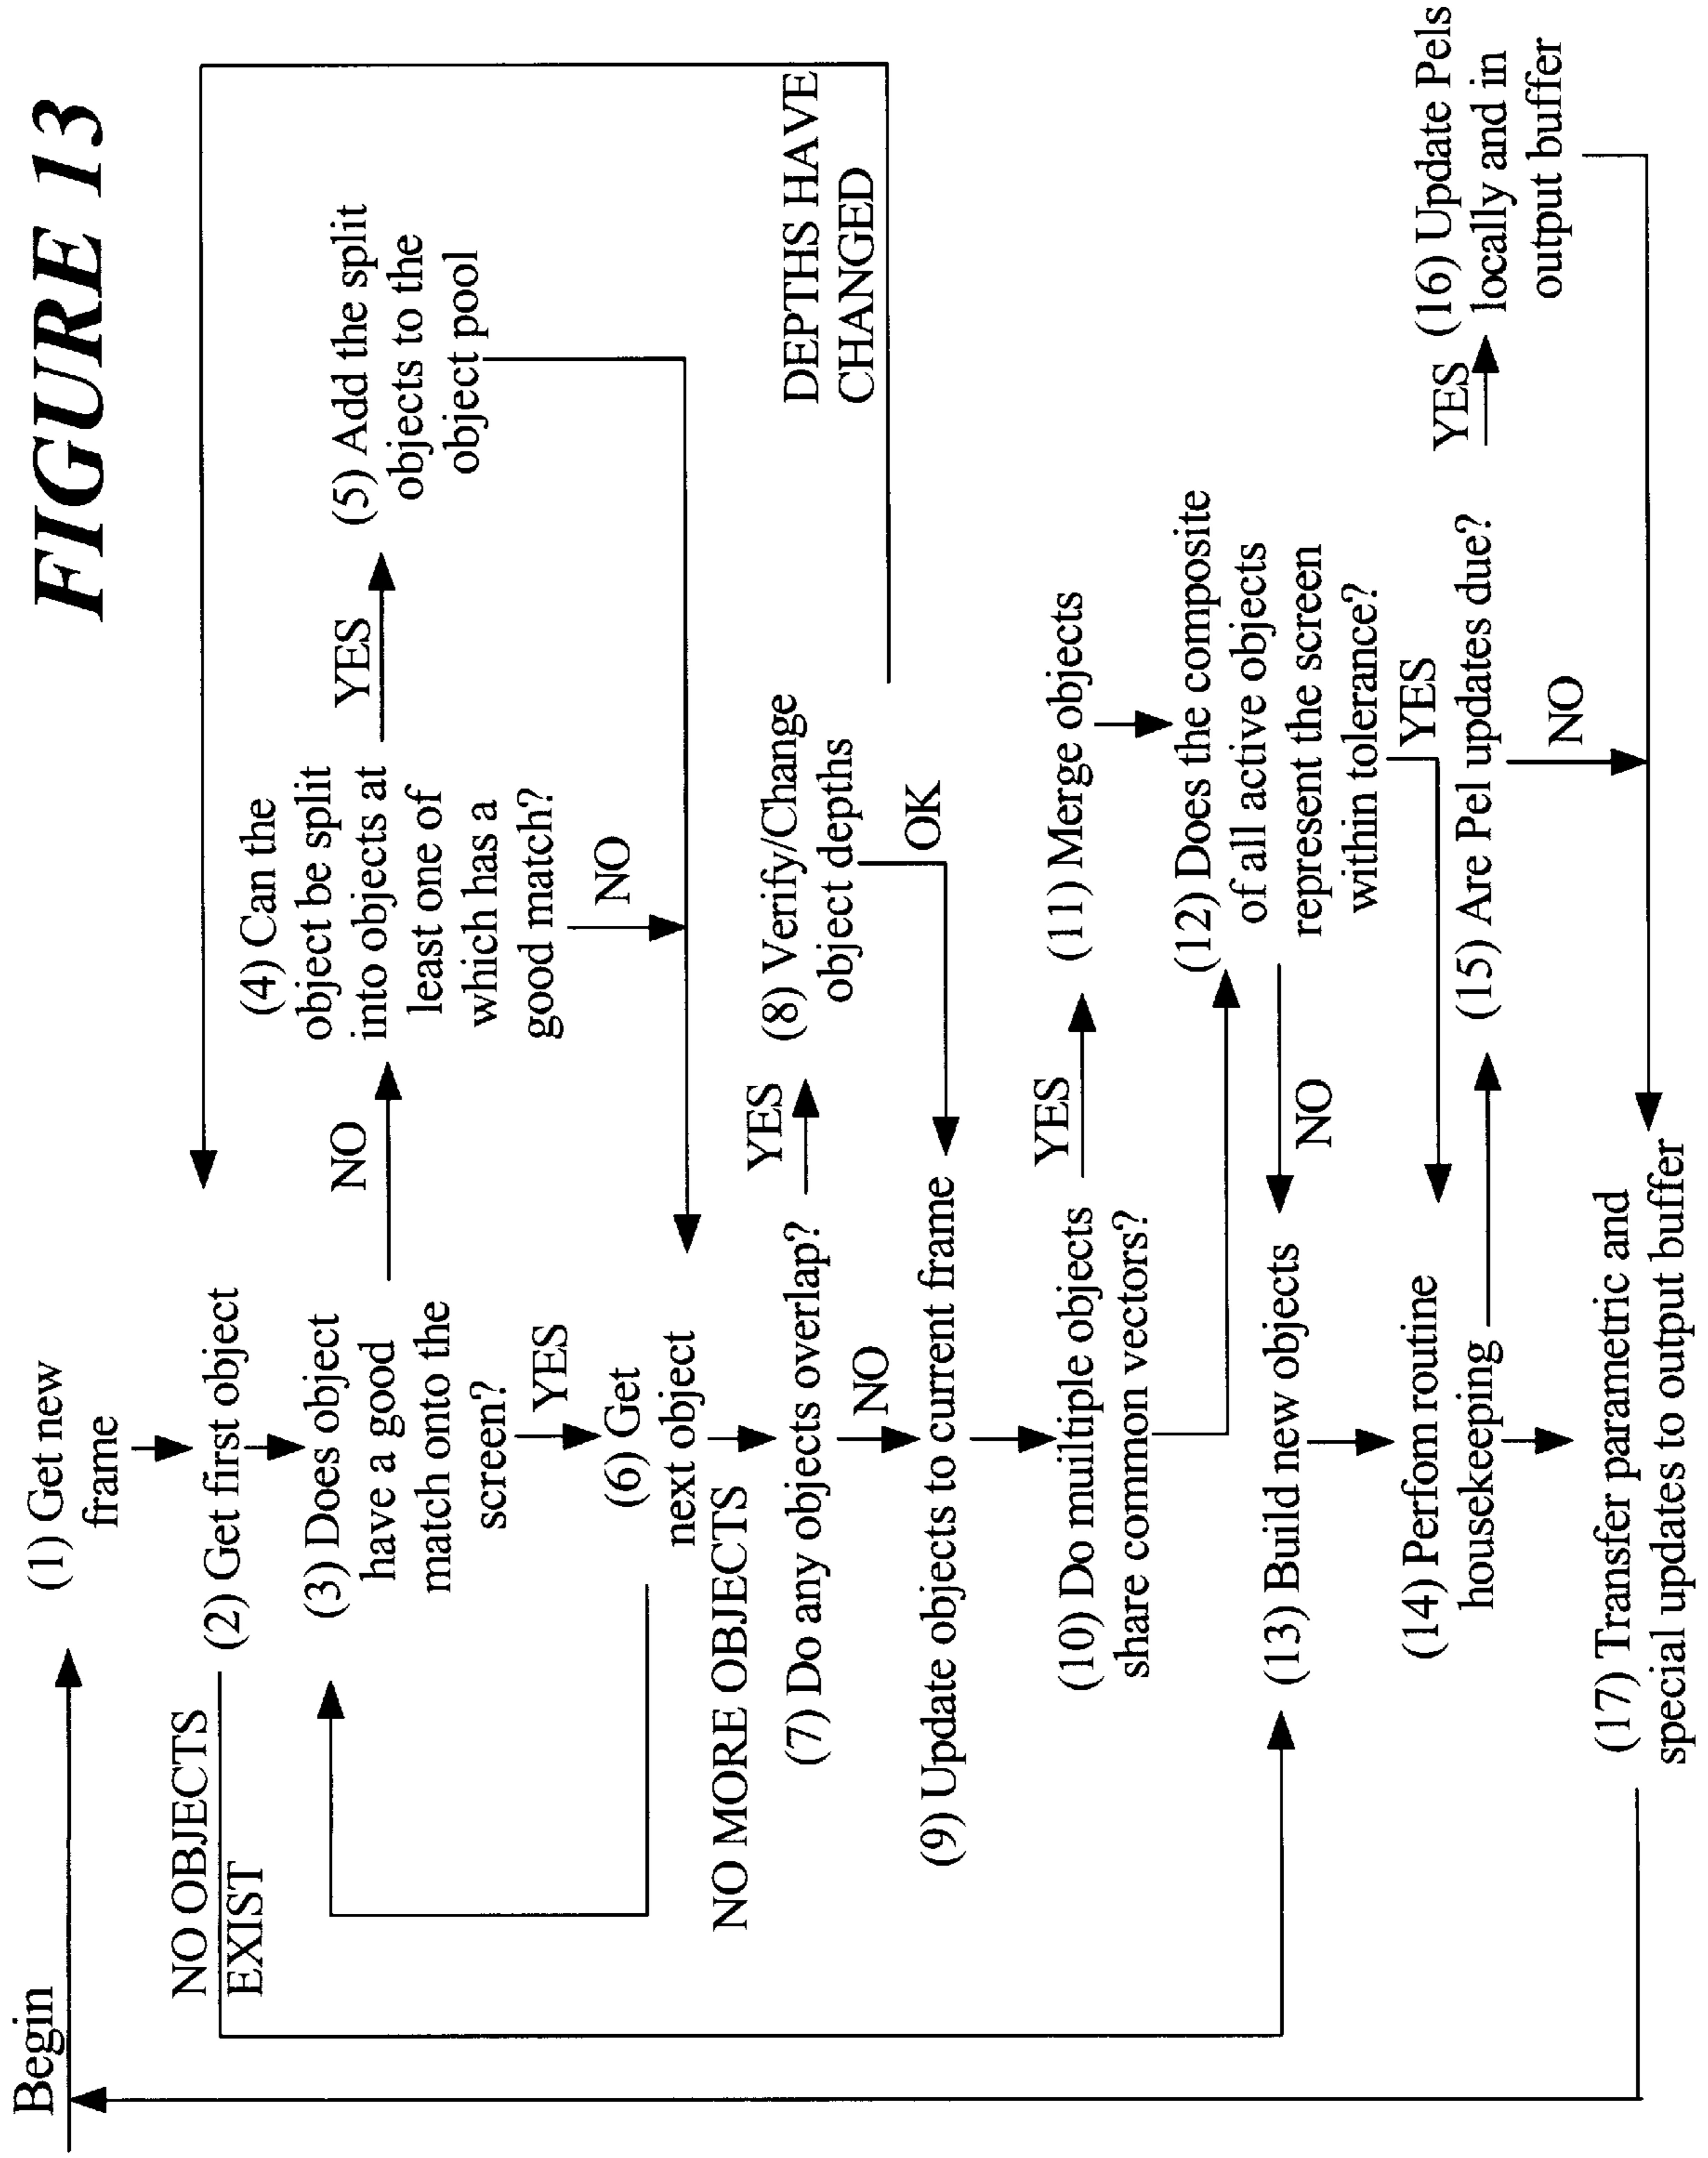 FIGURE 13
Begin
(1) Get new
frame
NO OBJECTS
EXIST
(2) Get first object
(3) Does object
have a good
match onto the
screen?
NO
YES
(4) Can the
object be split
into objects at
least one of
which has a
good match?
YES
NO
(5) Add the split
objects to the
object pool
(6) Get
next object
NO MORE OBJECTS
(7) Do any objects overlap?
YES
NO
(8) Verify/Change
object depths
OK
DEPTHS HAVE
CHANGED
(9) Update objects to current frame
(10) Do muiltiple objects
share common vectors?
YES
(11) Merge objects
(12) Does the composite
of all active objects
represent the screen
within tolerance?
NO
YES
(13) Build new objects
(14) Perfom routine
housekeeping
(15) Are Pel updates due?
YES
NO
(16) Update Pels
locally and in
output buffer
(17) Transfer parametric and
special updates to output buffer